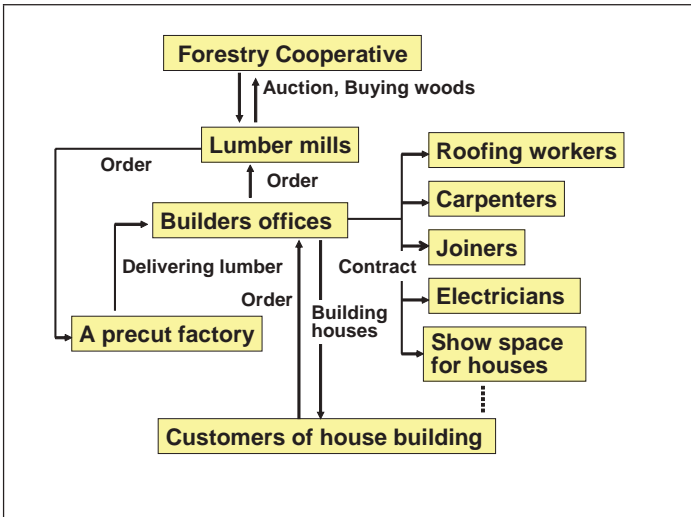 Forestry Cooperative
Auction, Buying woods
Lumber mills
Order
Order
Roofing workers
Carpenters
Builders offices
Joiners
Delivering lumber
Contract
Order
Building
houses
Electricians
A precut factory
Show space
for houses
Customers of house building